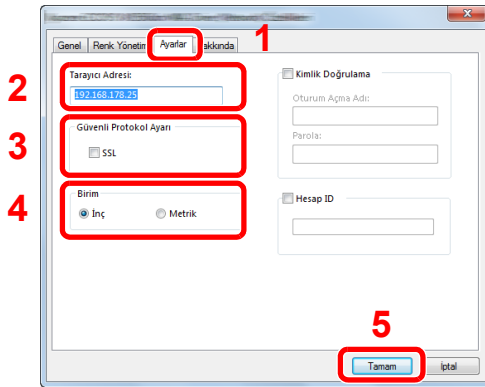 Genel Renk Yönetim Ayarlar akkında 1
2 Tarayıcı Adresi:
192.168.178.25
3 Güvenli Protokol Ayarı
SSL
4 Birim
İnç Metrik
Kimlik Doğrulama
Oturum Açma Adı:
Parola:
Hesap ID
5
Tamam İptal